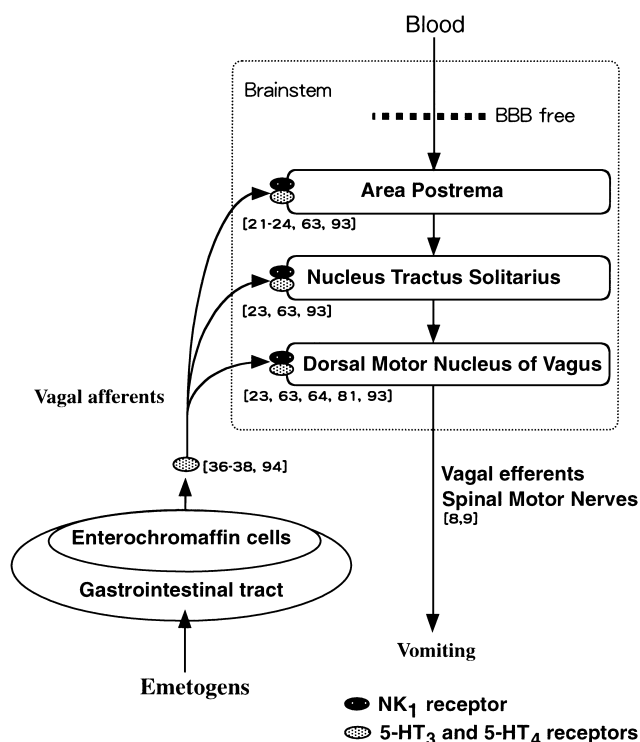 Blood
Brainstem
BBB free
Area Postrema
[21-24, 63, 93]
Nucleus Tractus Solitarius
[23, 63, 93]
Dorsal Motor Nucleus of Vagus
[23, 63, 64, 81, 93]
Vagal afferents
[36-38, 94]
Vagal efferents
Spinal Motor Nerves
[8,9]
Enterochromaffin cells
Gastrointestinal tract
Vomiting
Emetogens
NK1 receptor
5-HT3 and 5-HT4 receptors